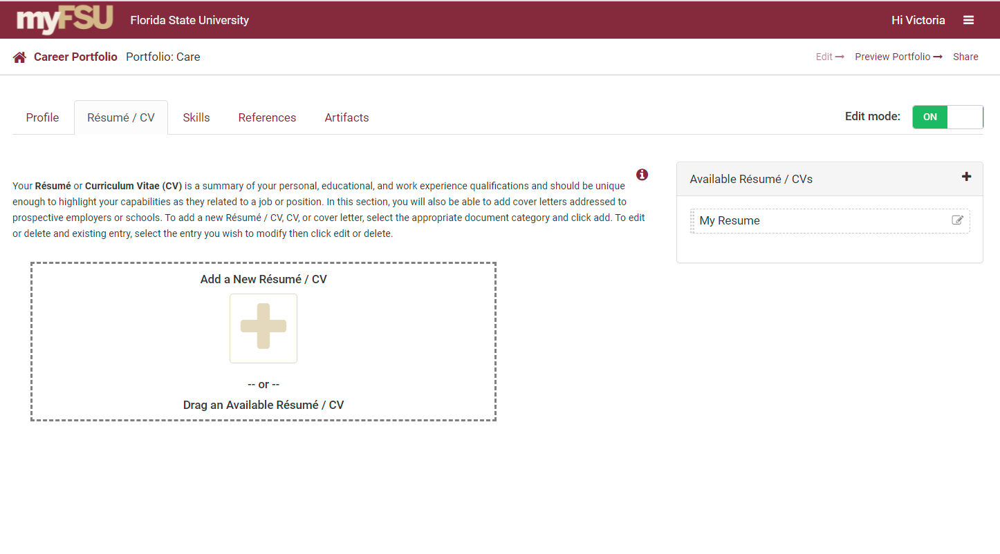 myFSU Florida State University Hi Victoria
Career Portfolio Portfolio: Care Edit Preview Portfolio Share
Profile Résumé / CV Skills References Artifacts Edit mode: ON
Your Résumé or Curriculum Vitae (CV) is a summary of your personal, educational, and work experience qualifications and should be unique
enough to highlight your capabilities as they related to a job or position. In this section, you will also be able to add cover letters addressed to
prospective employers or schools. To add a new Résumé / CV, CV, or cover letter, select the appropriate document category and click add. To edit
or delete and existing entry, select the entry you wish to modify then click edit or delete.
Add a New Résumé / CV
-- or --
Drag an Available Résumé / CV
Available Résumé / CVs
My Resume